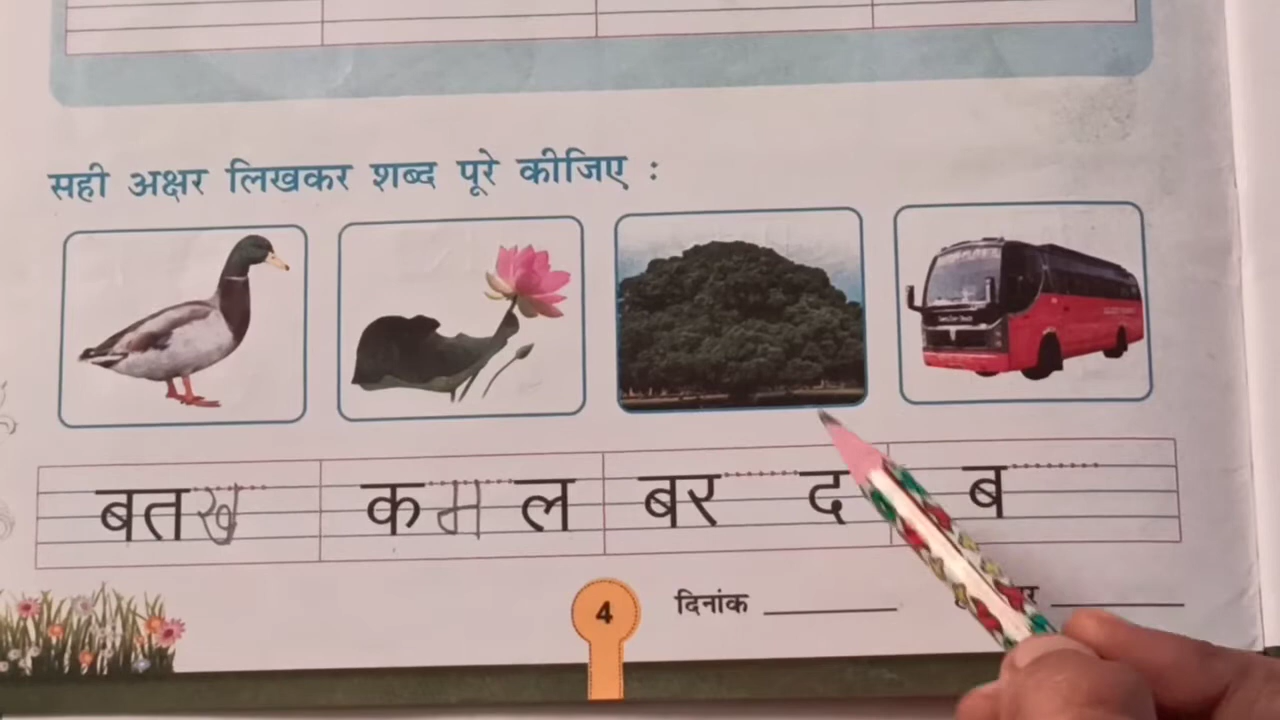 सही अक्षर लिखकर शब्द पूरे कीजिए :
बतख कमल बर द ब
4 दिनांक